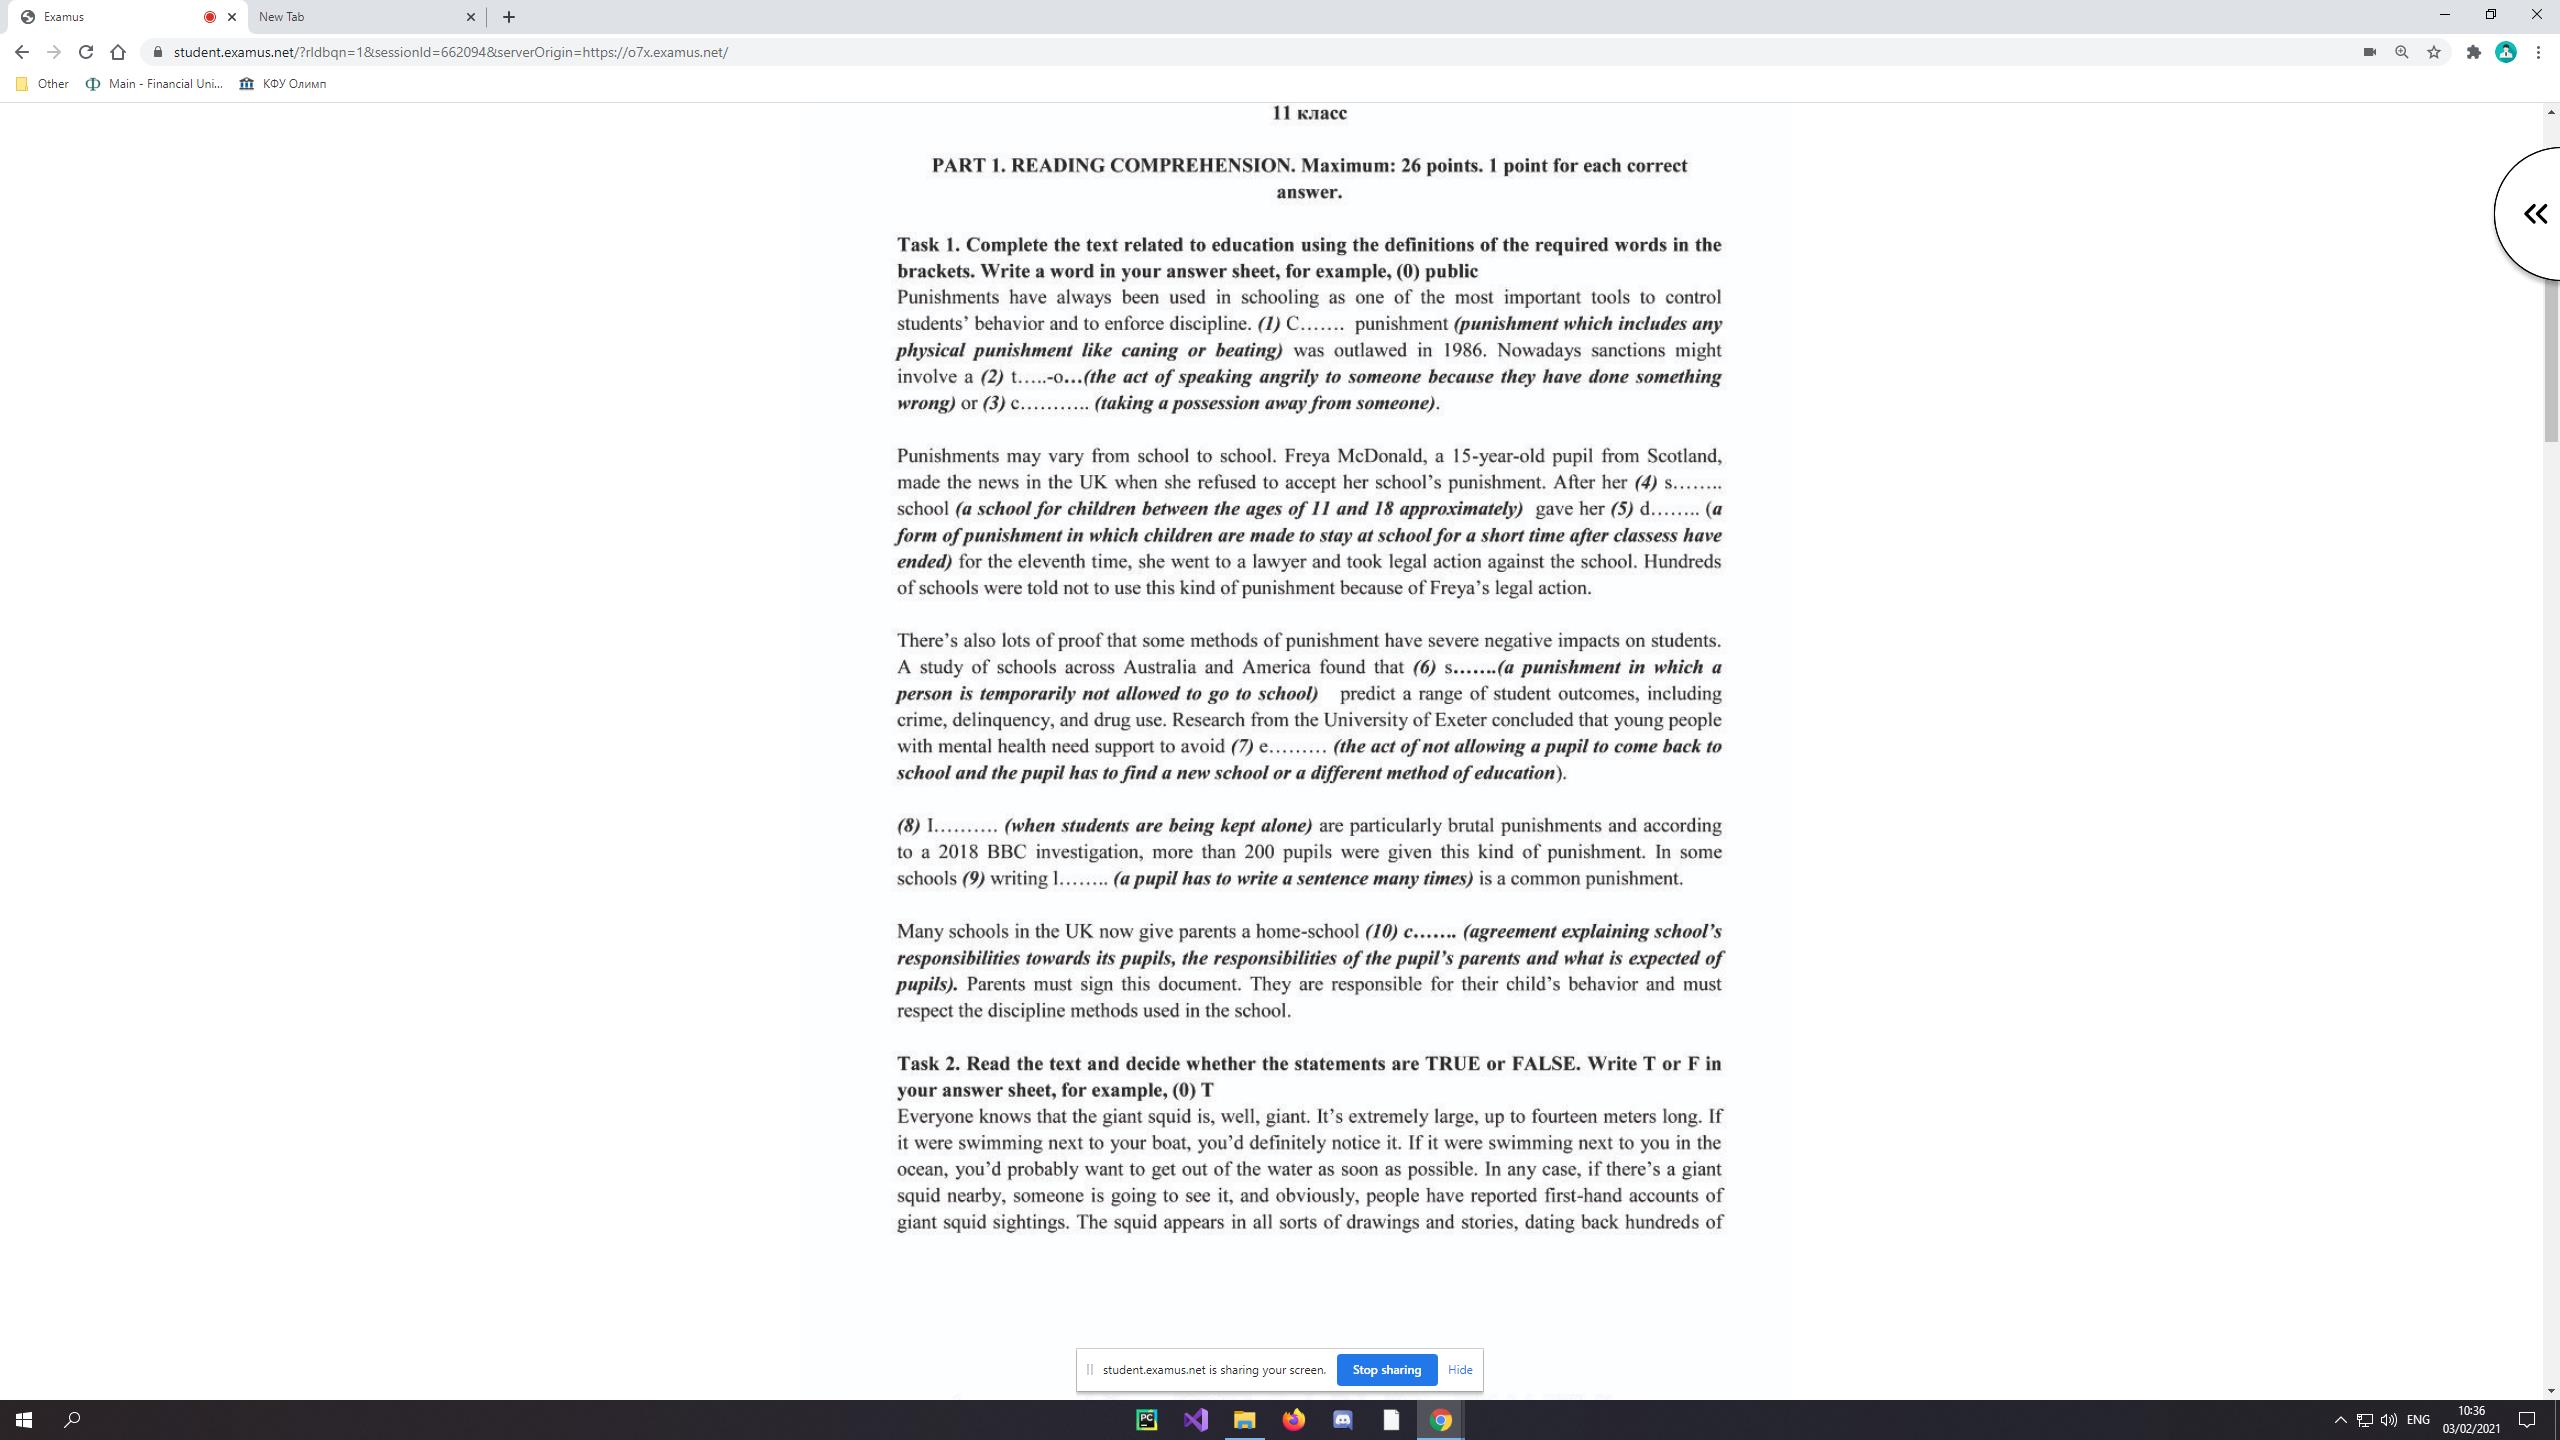 Examus
New Tab
student.examus.net/?rldbqn=1&sessionId=662094&serverOrigin=https://o7x.examus.net/
Other
Main - Financial Uni...
КФУ Олимп
11 класс
PART 1. READING COMPREHENSION. Maximum: 26 points. 1 point for each correct
answer.
Task 1. Complete the text related to education using the definitions of the required words in the
brackets. Write a word in your answer sheet, for example, (0) public
Punishments have always been used in schooling as one of the most important tools to control
students’ behavior and to enforce discipline. (1) C……. punishment (punishment which includes any
physical punishment like caning or beating) was outlawed in 1986. Nowadays sanctions might
involve a (2) t…..-o…(the act of speaking angrily to someone because they have done something
wrong) or (3) c……….. (taking a possession away from someone).
Punishments may vary from school to school. Freya McDonald, a 15-year-old pupil from Scotland,
made the news in the UK when she refused to accept her school’s punishment. After her (4) s……..
school (a school for children between the ages of 11 and 18 approximately) gave her (5) d…….. (a
form of punishment in which children are made to stay at school for a short time after classess have
ended) for the eleventh time, she went to a lawyer and took legal action against the school. Hundreds
of schools were told not to use this kind of punishment because of Freya’s legal action.
There’s also lots of proof that some methods of punishment have severe negative impacts on students.
A study of schools across Australia and America found that (6) s…….(a punishment in which a
person is temporarily not allowed to go to school) predict a range of student outcomes, including
crime, delinquency, and drug use. Research from the University of Exeter concluded that young people
with mental health need support to avoid (7) e……… (the act of not allowing a pupil to come back to
school and the pupil has to find a new school or a different method of education).
(8) I………. (when students are being kept alone) are particularly brutal punishments and according
to a 2018 BBC investigation, more than 200 pupils were given this kind of punishment. In some
schools (9) writing l…….. (a pupil has to write a sentence many times) is a common punishment.
Many schools in the UK now give parents a home-school (10) c……. (agreement explaining school’s
responsibilities towards its pupils, the responsibilities of the pupil’s parents and what is expected of
pupils). Parents must sign this document. They are responsible for their child’s behavior and must
respect the discipline methods used in the school.
Task 2. Read the text and decide whether the statements are TRUE or FALSE. Write T or F in
your answer sheet, for example, (0) T
Everyone knows that the giant squid is, well, giant. It’s extremely large, up to fourteen meters long. If
it were swimming next to your boat, you’d definitely notice it. If it were swimming next to you in the
ocean, you’d probably want to get out of the water as soon as possible. In any case, if there’s a giant
squid nearby, someone is going to see it, and obviously, people have reported first-hand accounts of
giant squid sightings. The squid appears in all sorts of drawings and stories, dating back hundreds of
student.examus.net is sharing your screen.
Stop sharing
Hide
PC
ENG
10:36
03/02/2021